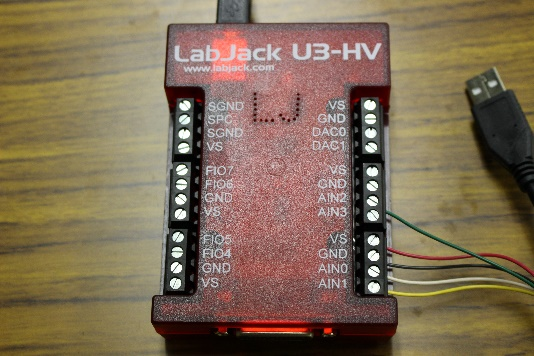 LabJack U3-HV
www.labjack.com
SGND
SPC
SGND
VS
FIO7
FIO6
GND
VS
FIO5
FIO4
GND
VS
LJ
VS
GND
DAC0
DAC1
VS
GND
AIN2
AIN3
VS
GND
AIN0
AIN1